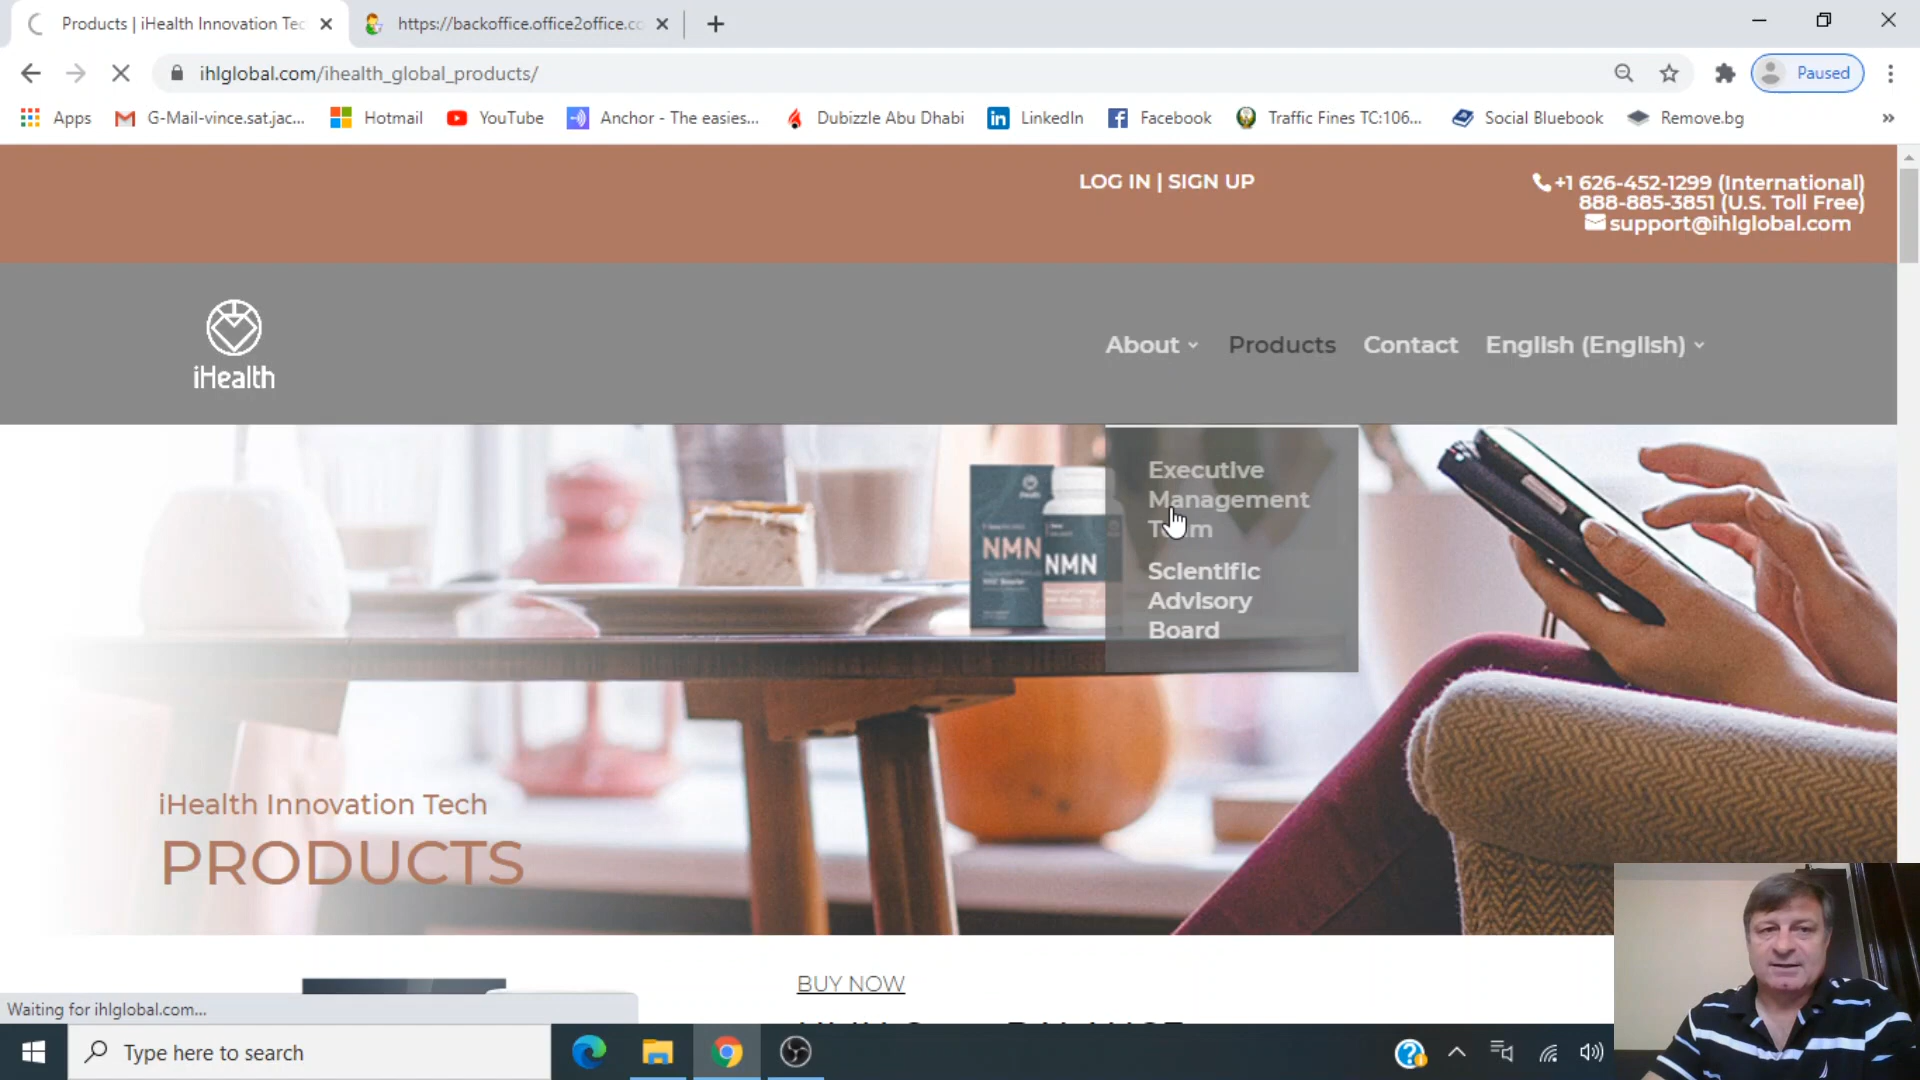 Products | iHealth Innovation Tec
https://backoffice.office2office.co
ihlglobal.com/ihealth_global_products/
Paused
Apps
G-Mail-vince.sat.jac...
Hotmail
YouTube
Anchor - The easies...
Dubizzle Abu Dhabi
LinkedIn
Facebook
Traffic Fines TC:106...
Social Bluebook
Remove.bg
»
LOG IN | SIGN UP
+1 626-452-1299 (International)
888-885-3851 (U.S. Toll Free)
support@ihlglobal.com
iHealth
About
Products
Contact
English (English)
Executive
Management
Team
Scientific
Advisory
Board
NMN
NMN
iHealth Innovation Tech
PRODUCTS
BUY NOW
Waiting for ihlglobal.com...
Type here to search